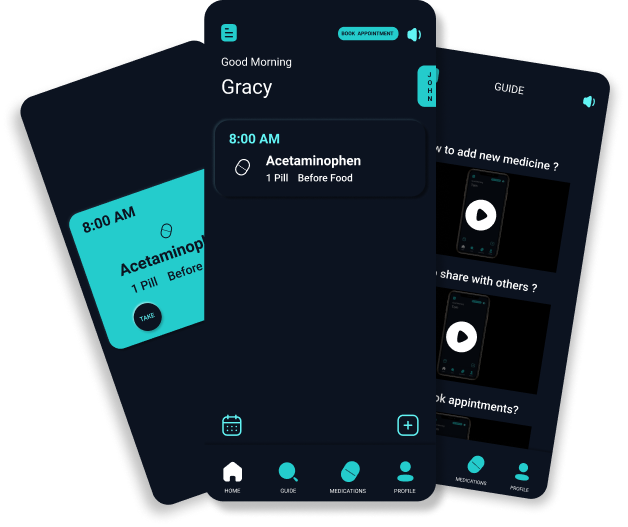 8:00 AM
Acetaminoph
1 Pill Before
TAKE
BOOK APPOINTMENT
Good Morning
Gracy
JOHN
8:00 AM
Acetaminophen
1 Pill Before Food
HOME
GUIDE
MEDICATIONS
PROFILE
GUIDE
w to add new medicine ?
share with others ?
ok appintments?
MEDICATIONS
PROFILE